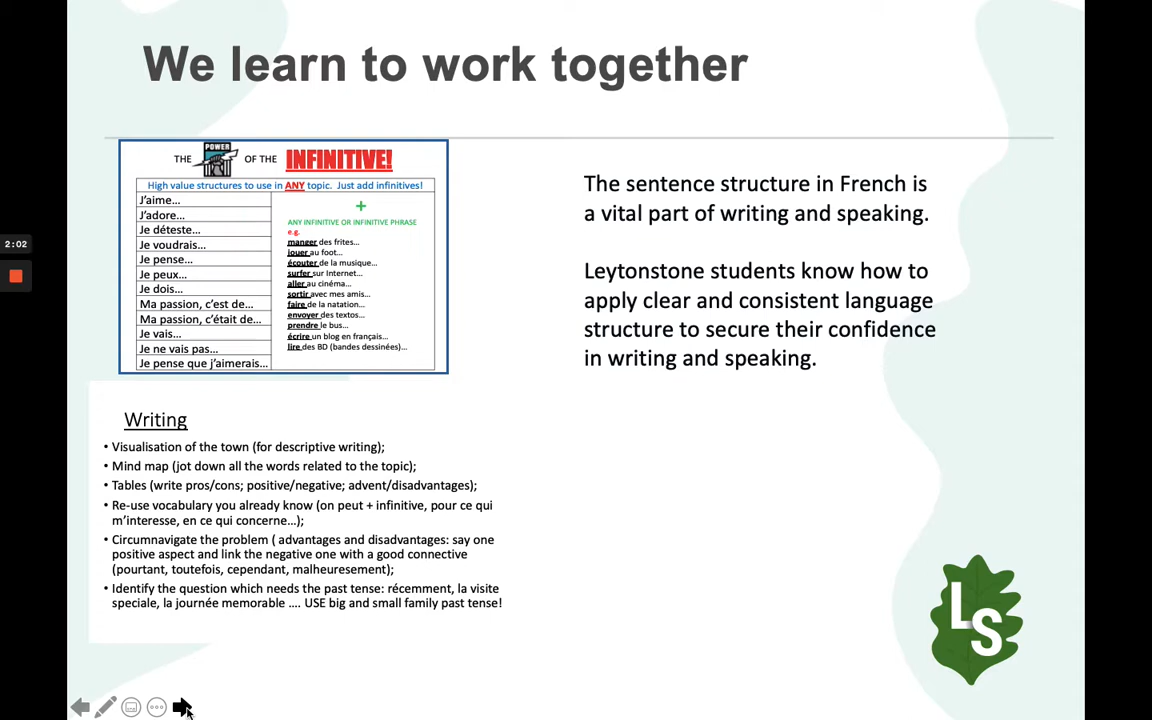 We learn to work together
THE POWER OF THE INFINITIVE!
High value structures to use in ANY topic. Just add infinitives!
J'aime…
J'adore…
Je déteste…
Je voudrais…
Je pense…
Je peux…
Je dois…
Ma passion, c'est de…
Ma passion, c'était de…
Je vais…
Je ne vais pas…
Je pense que j'aimerais…
+
ANY INFINITIVE OR INFINITIVE PHRASE
e.g.
manger des frites…
jouer au foot…
écouter de la musique…
surfer sur Internet…
aller au cinéma…
sortir avec mes amis…
faire de la natation…
envoyer des textos…
prendre le bus…
écrire un blog en français…
lire des BD (bandes dessinées)…
The sentence structure in French is
a vital part of writing and speaking.
Leytonstone students know how to
apply clear and consistent language
structure to secure their confidence
in writing and speaking.
Writing
• Visualisation of the town (for descriptive writing);
• Mind map (jot down all the words related to the topic);
• Tables (write pros/cons; positive/negative; advent/disadvantages);
• Re-use vocabulary you already know (on peut + infinitive, pour ce qui
m'interesse, en ce qui concerne…);
• Circumnavigate the problem ( advantages and disadvantages: say one
positive aspect and link the negative one with a good connective
(pourtant, toutefois, cependant, malheuresement);
• Identify the question which needs the past tense: récemment, la visite
speciale, la journée memorable …. USE big and small family past tense!
LS
2:02